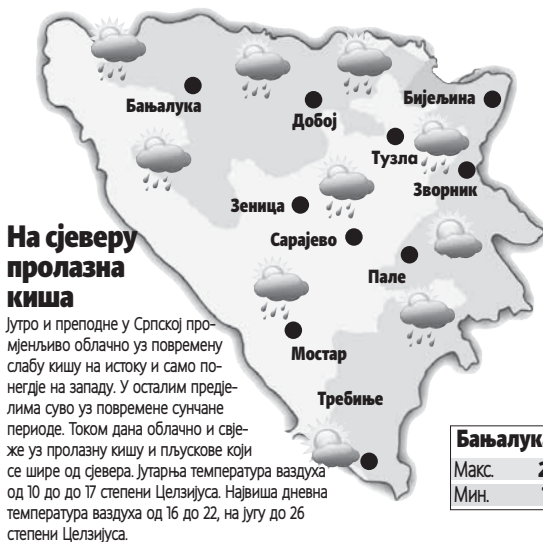 Бањалука
Добој
Бијељина
Тузла
Зворник
Зеница
Сарајево
Пале
Мостар
Требиње
На сјеверу
пролазна
киша
Јутро и преподне у Српској про-
мјенљиво облачно уз повремену
слабу кишу на истоку и само по-
негдје на западу. У осталим предје-
лима суво уз повремене сунчане
периоде. Током дана облачно и свје-
же уз пролазну кишу и пљускове који
се шире од сјевера. Јутарња температура ваздуха
од 10 до до 17 степени Целзијуса. Највиша дневна
температура ваздуха од 16 до 22, на југу до 26
степени Целзијуса.
Бањалука
Макс.
Мин.